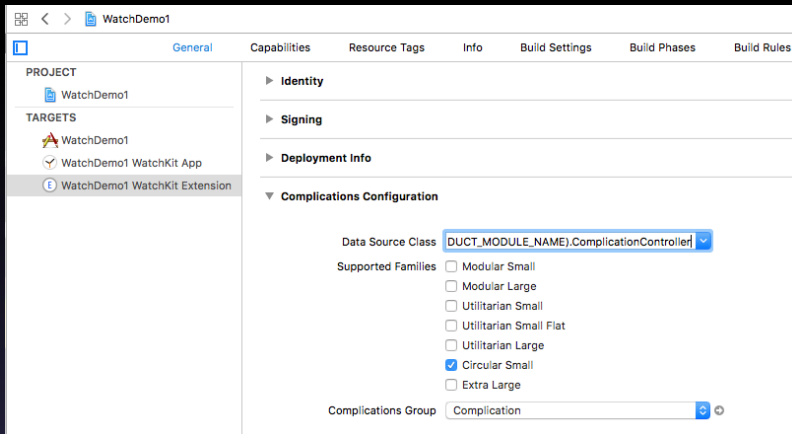 WatchDemo1
General Capabilities Resource Tags Info Build Settings Build Phases Build Rules
PROJECT
WatchDemo1
TARGETS
WatchDemo1
WatchDemo1 WatchKit App
E WatchDemo1 WatchKit Extension
Identity
Signing
Deployment Info
Complications Configuration
Data Source Class DUCT_MODULE_NAME).ComplicationController
Supported Families Modular Small
Modular Large
Utilitarian Small
Utilitarian Small Flat
Utilitarian Large
Circular Small
Extra Large
Complications Group Complication